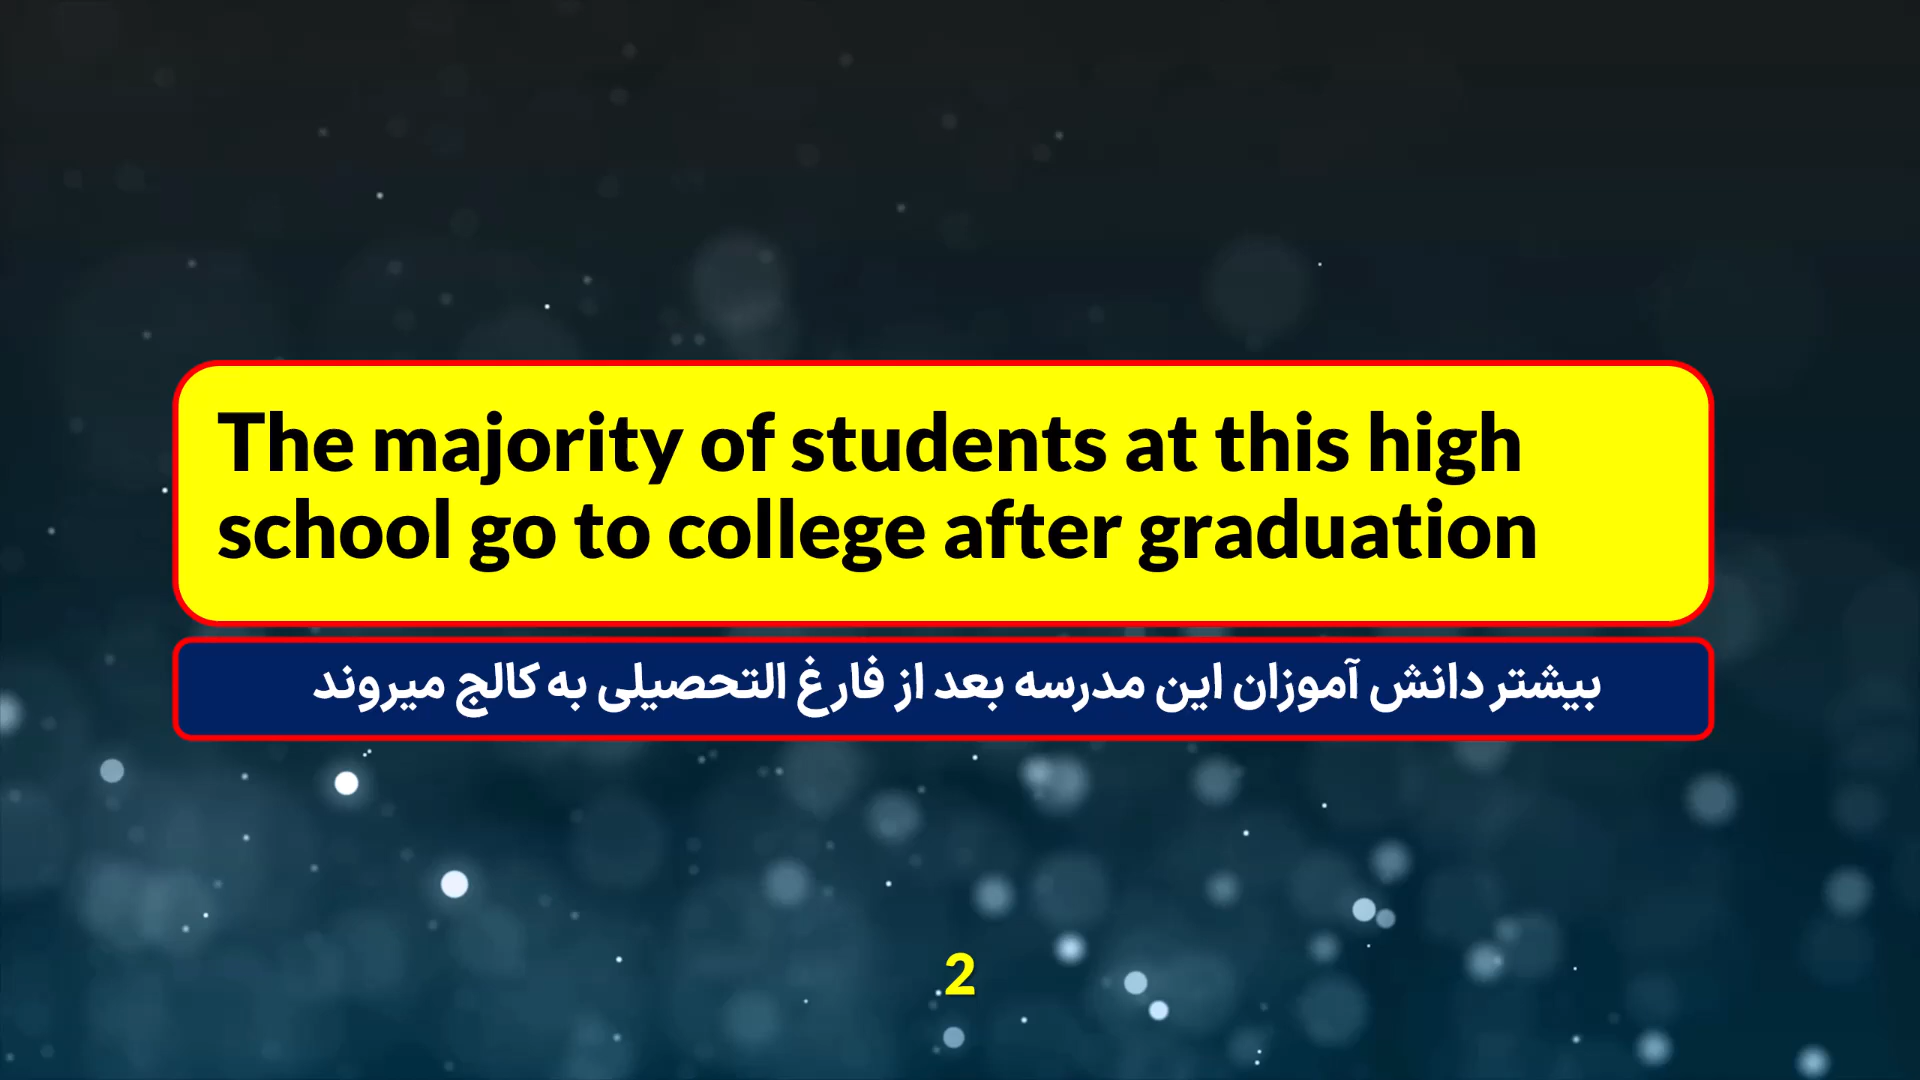 The majority of students at this high
school go to college after graduation
بیشتر دانش آموزان این مدرسه بعد از فارغ التحصیلی به کالج میروند
2